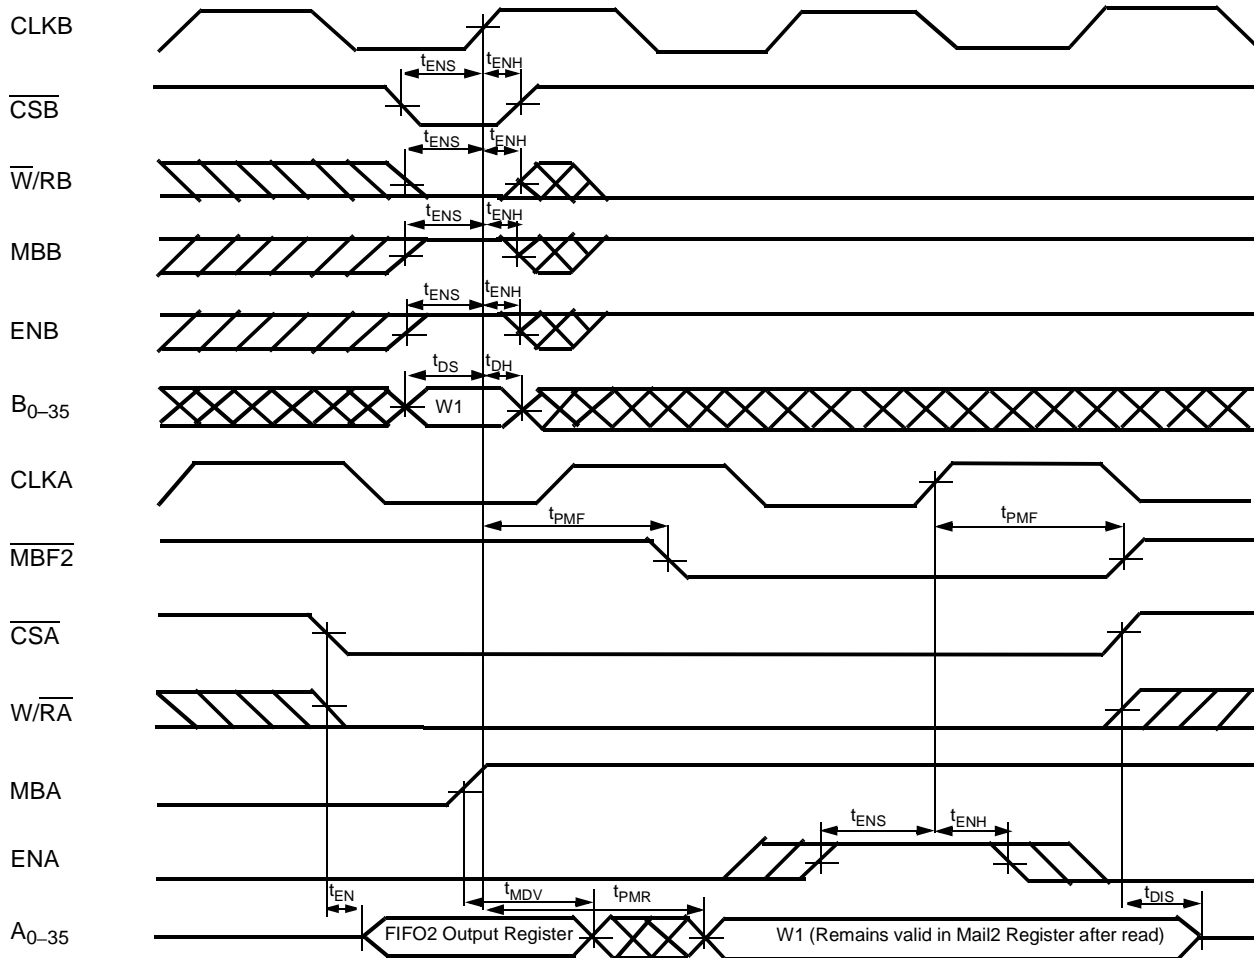 CLKB
tENS tENH
CSB
tENS tENH
W/RB
tENS tENH
MBB
tENS tENH
ENB
tDS tDH
B0–35 W1
CLKA
tPMF tPMF
MBF2
CSA
W/RA
MBA
tENS tENH
ENA
tEN tMDV tPMR tDIS
A0–35 FIFO2 Output Register W1 (Remains valid in Mail2 Register after read)